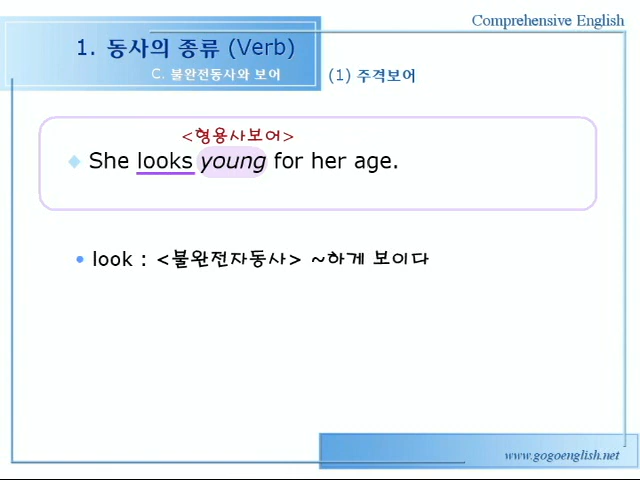 Comprehensive English
1. 동사의 종류 (Verb)
C. 불완전동사와 보어
(1) 주격보어
<형용사보어>
She looks young for her age.
look : <불완전자동사> ~하게 보이다
www.gogoenglish.net